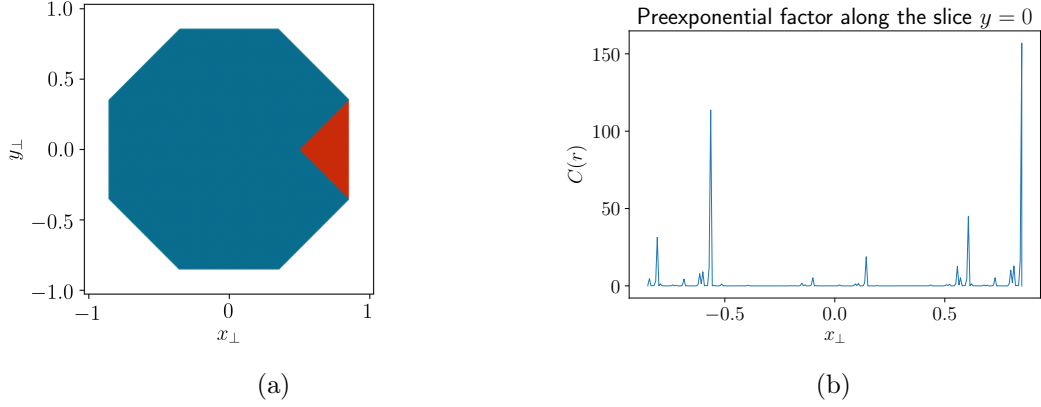 1.0
0.5
0.0
−0.5
−1.0
−1
0
1
y⊥
x⊥
(a)
Preexponential factor along the slice y = 0
150
100
50
0
−0.5
0.0
0.5
C(r)
x⊥
(b)